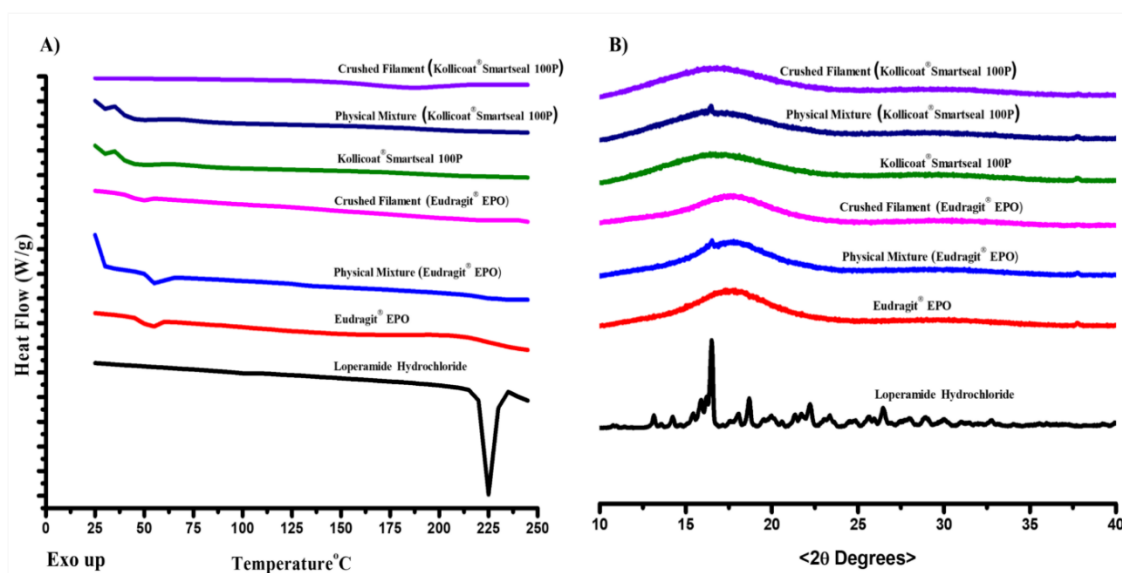 A)
Crushed Filament (Kollicoat® Smartseal 100P)
Physical Mixture (Kollicoat® Smartseal 100P)
Kollicoat® Smartseal 100P
Crushed Filament (Eudragit® EPO)
Physical Mixture (Eudragit® EPO)
Eudragit® EPO
Loperamide Hydrochloride
Heat Flow (W/g)
0 25 50 75 100 125 150 175 200 225 250
Exo up
Temperature°C
B)
Crushed Filament (Kollicoat® Smartseal 100P)
Physical Mixture (Kollicoat® Smartseal 100P)
Kollicoat® Smartseal 100P
Crushed Filament (Eudragit® EPO)
Physical Mixture (Eudragit® EPO)
Eudragit® EPO
Loperamide Hydrochloride
10 15 20 25 30 35 40
<2θ Degrees>